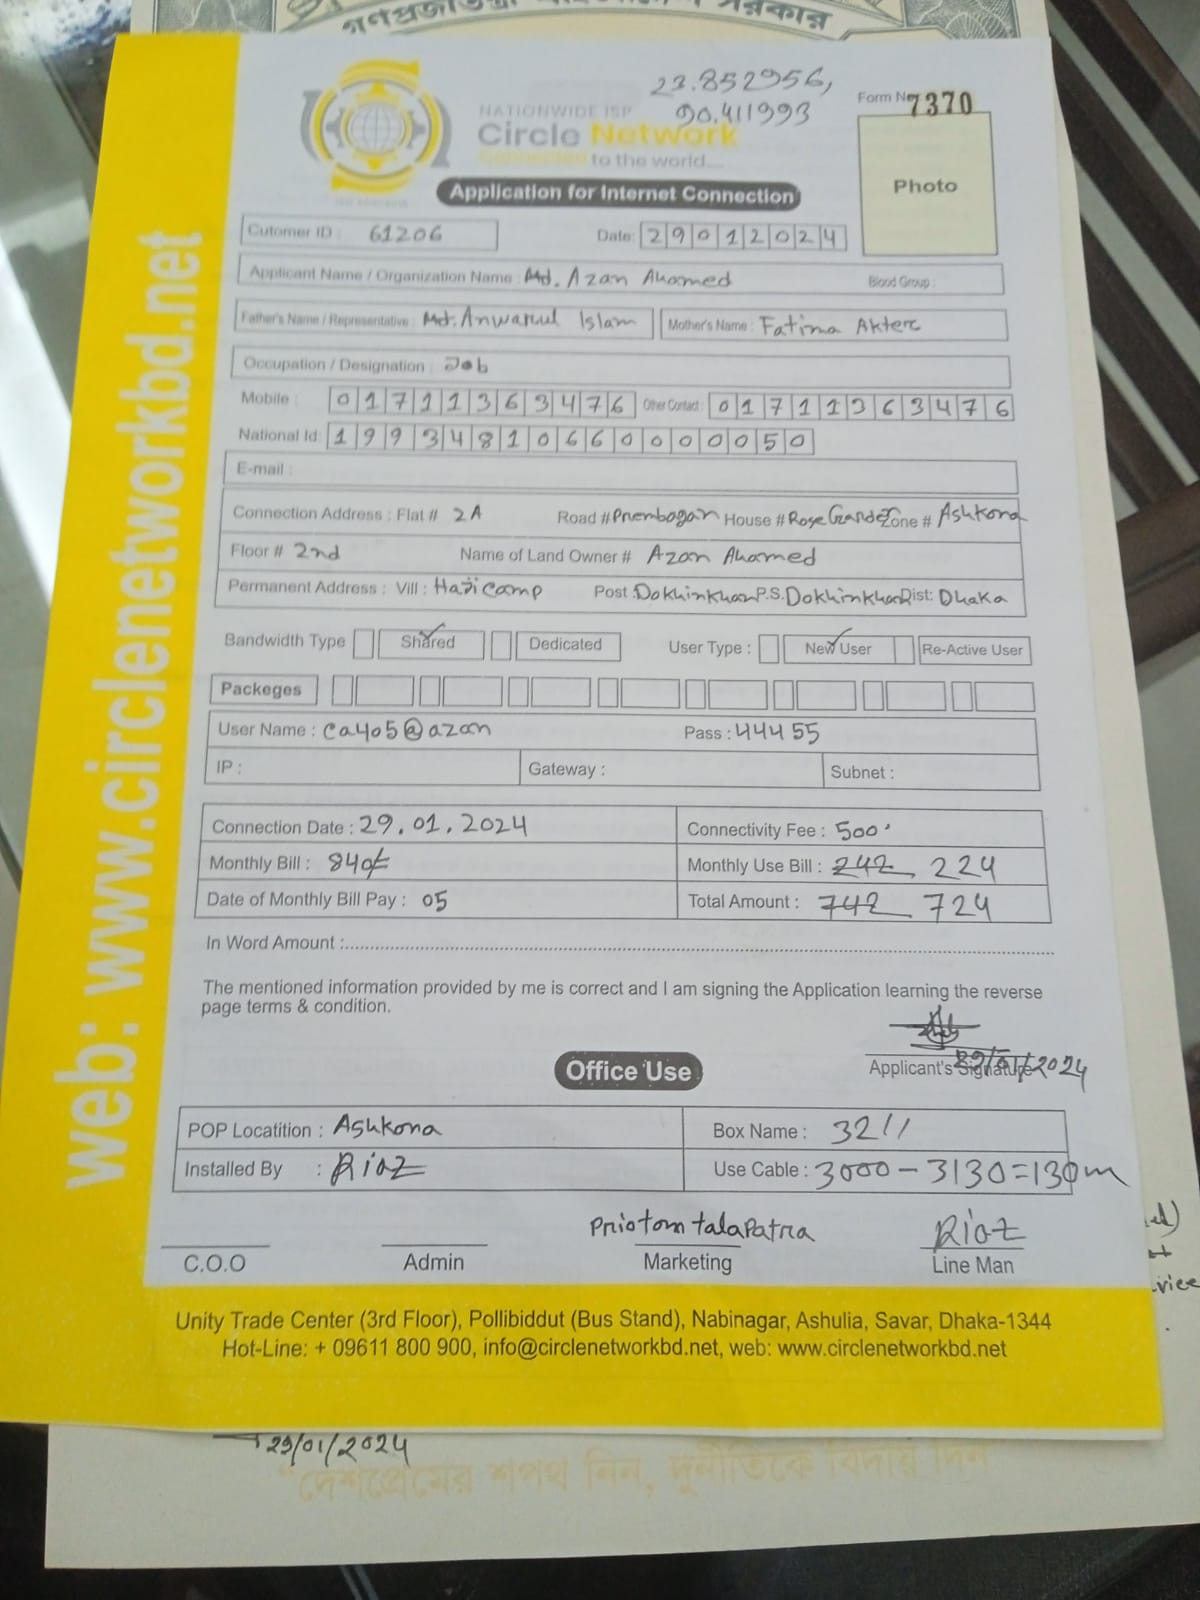 গণপ্রজাতন্ত্রী বাংলাদেশ সরকার
23.852956,
90.411993
Form No 7370
NATIONWIDE ISP
Circle Network
Connected to the world....
Photo
Application for Internet Connection
Cutomer ID : 61206 Date: 29012024
Applicant Name / Organization Name : Md. Azan Ahamed Blood Group :
Father's Name / Representative : Md. Anwarul Islam Mother's Name : Fatima Akter
Occupation / Designation : Job
Mobile : 01711363476 Other Contact : 01711363476
National Id: 19934810660000050
E-mail :
Connection Address : Flat # 2A Road # Prembagan House # Rose Garden Zone # Ashkona
Floor # 2nd Name of Land Owner # Azan Ahamed
Permanent Address : Vill : Haji Camp Post : Dokhinkhan P.S. Dokhinkhan Dist: Dhaka
Bandwidth Type Shared Dedicated User Type : New User Re-Active User
Packeges
User Name : ca405@azan Pass : 44455
IP : Gateway : Subnet :
Connection Date : 29.01.2024 Connectivity Fee : 500
Monthly Bill : 840/= Monthly Use Bill : 242 224
Date of Monthly Bill Pay : 05 Total Amount : 742 724
In Word Amount :
The mentioned information provided by me is correct and I am signing the Application learning the reverse
page terms & condition.
29/01/2024
Applicant's Signature
Office Use
POP Locatition : Ashkona Box Name : 3211
Installed By : Riaz Use Cable : 3000 - 3130 = 130m
Priotom talapatra Riaz
C.O.O Admin Marketing Line Man
Unity Trade Center (3rd Floor), Pollibiddut (Bus Stand), Nabinagar, Ashulia, Savar, Dhaka-1344
Hot-Line: + 09611 800 900, info@circlenetworkbd.net, web: www.circlenetworkbd.net
web: www.circlenetworkbd.net
29/01/2024
"দেশপ্রেমের শপথ নিন, দুর্নীতিকে বিদায় দিন"